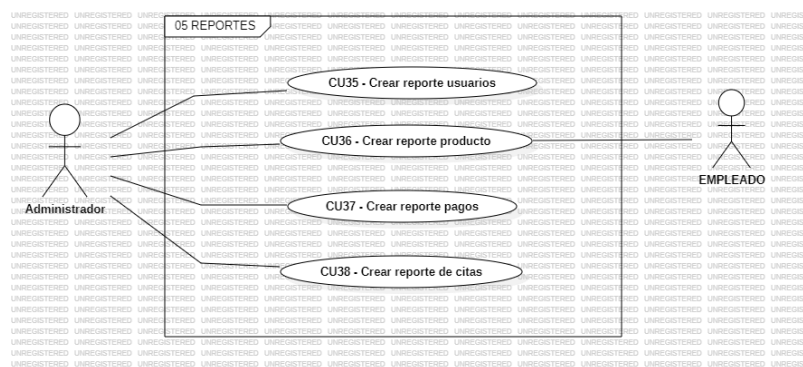 05 REPORTES
CU35 - Crear reporte usuarios
CU36 - Crear reporte producto
EMPLEADO
Administrador
CU37 - Crear reporte pagos
CU38 - Crear reporte de citas
UNREGISTERED